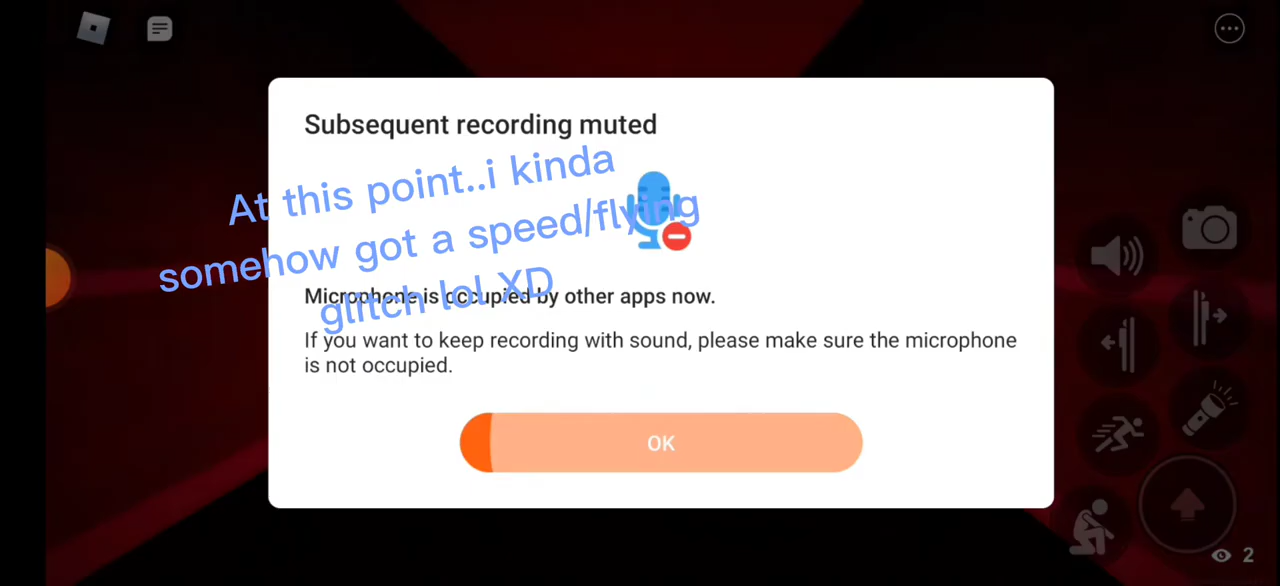 Subsequent recording muted
At this point..i kinda
somehow got a speed/flying
glitch lol XD
Microphone is occupied by other apps now.
If you want to keep recording with sound, please make sure the microphone
is not occupied.
OK
2